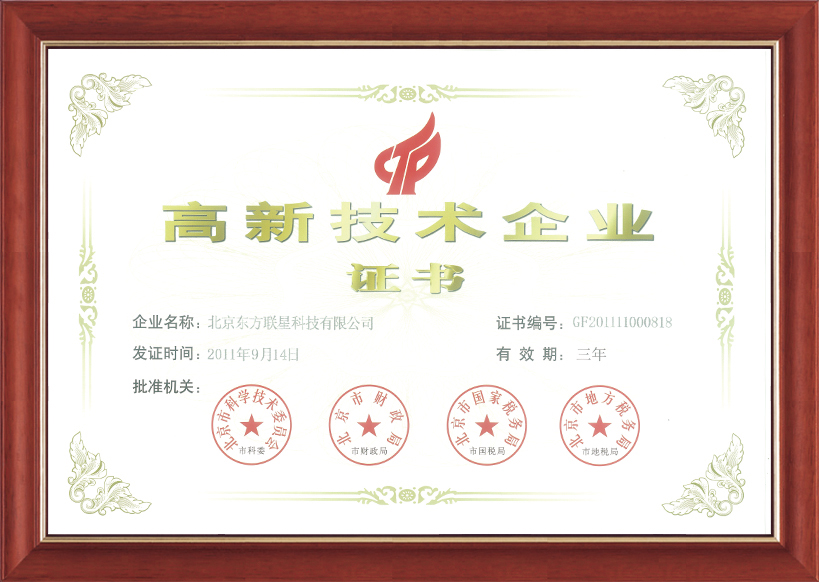 CTP
高新技术企业
证书
企业名称：北京东方联星科技有限公司
证书编号：GF201111000818
发证时间：2011年9月14日
有 效 期：三年
批准机关：
北京市科学技术委员会
市科委
北京市财政局
市财政局
北京市国家税务局
市国税局
北京市地方税务局
市地税局